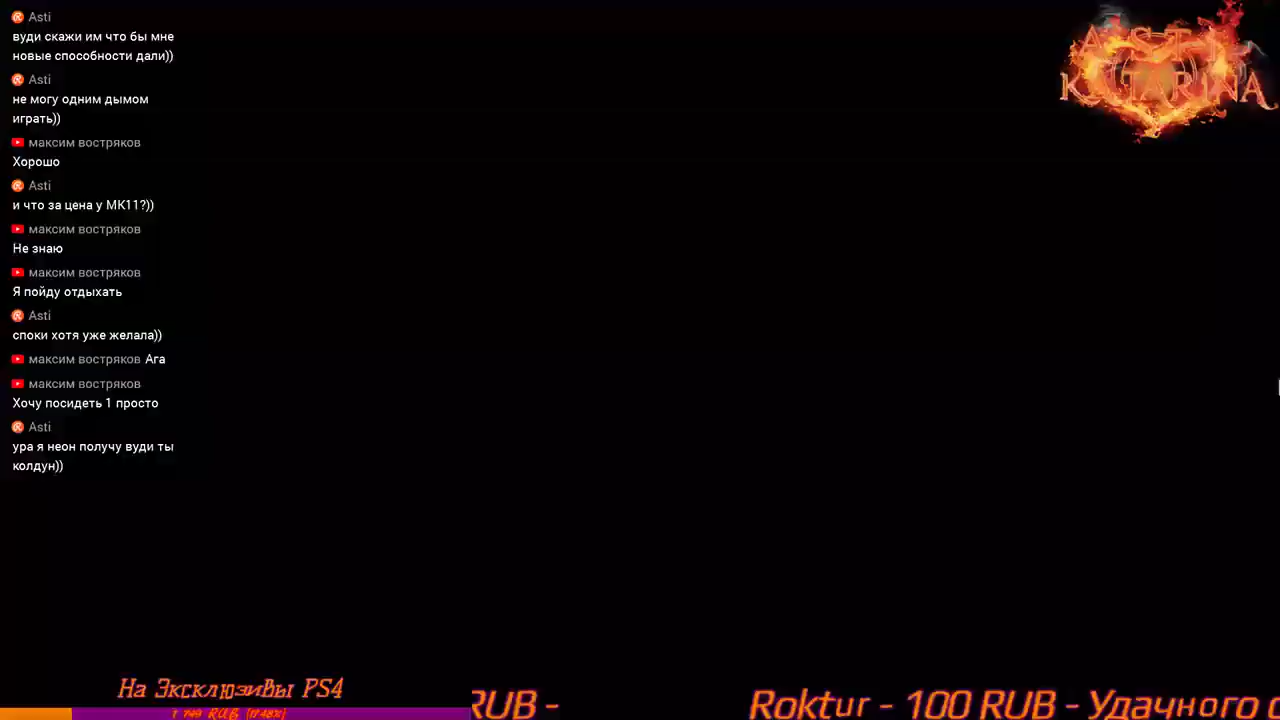 Asti
вуди скажи им что бы мне
новые способности дали))
Asti
не могу одним дымом
играть))
максим востряков
Хорошо
Asti
и что за цена у МК11?))
максим востряков
Не знаю
максим востряков
Я пойду отдыхать
Asti
споки хотя уже желала))
максим востряков Ага
максим востряков
Хочу посидеть 1 просто
Asti
ура я неон получу вуди ты
колдун))
ASTI
KATARINA
На Эксклюзивы PS4
RUB -
Roktur - 100 RUB - Удачного